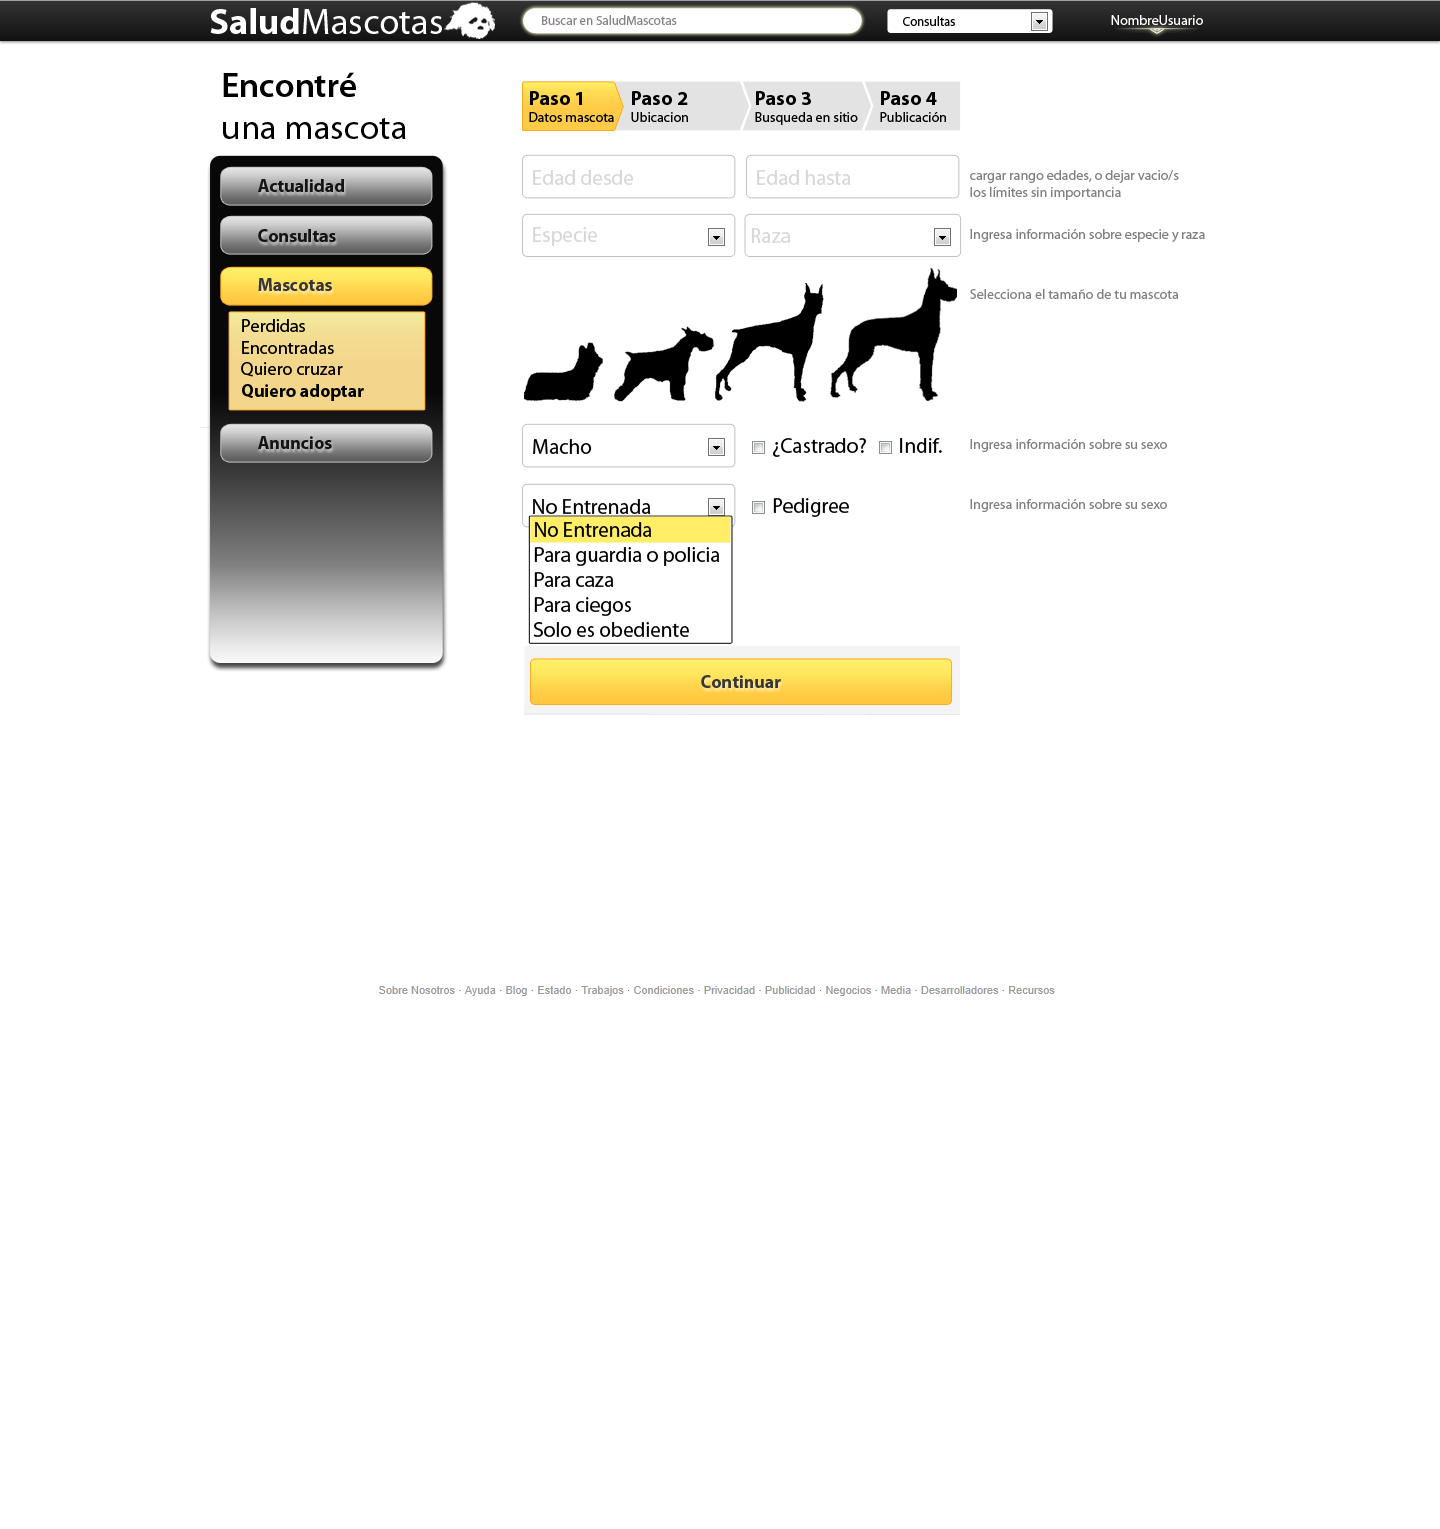 SaludMascotas
Buscar en SaludMascotas
Consultas
NombreUsuario
Encontré
una mascota
Actualidad
Consultas
Mascotas
Perdidas
Encontradas
Quiero cruzar
Quiero adoptar
Anuncios
Paso 1
Datos mascota
Paso 2
Ubicacion
Paso 3
Busqueda en sitio
Paso 4
Publicación
Edad desde
Edad hasta
cargar rango edades, o dejar vacio/s
los límites sin importancia
Especie
Raza
Ingresa información sobre especie y raza
Selecciona el tamaño de tu mascota
Macho
¿Castrado?
Indif.
Ingresa información sobre su sexo
No Entrenada
Pedigree
Ingresa información sobre su sexo
No Entrenada
Para guardia o policia
Para caza
Para ciegos
Solo es obediente
Continuar
Sobre Nosotros · Ayuda · Blog · Estado · Trabajos · Condiciones · Privacidad · Publicidad · Negocios · Media · Desarrolladores · Recursos